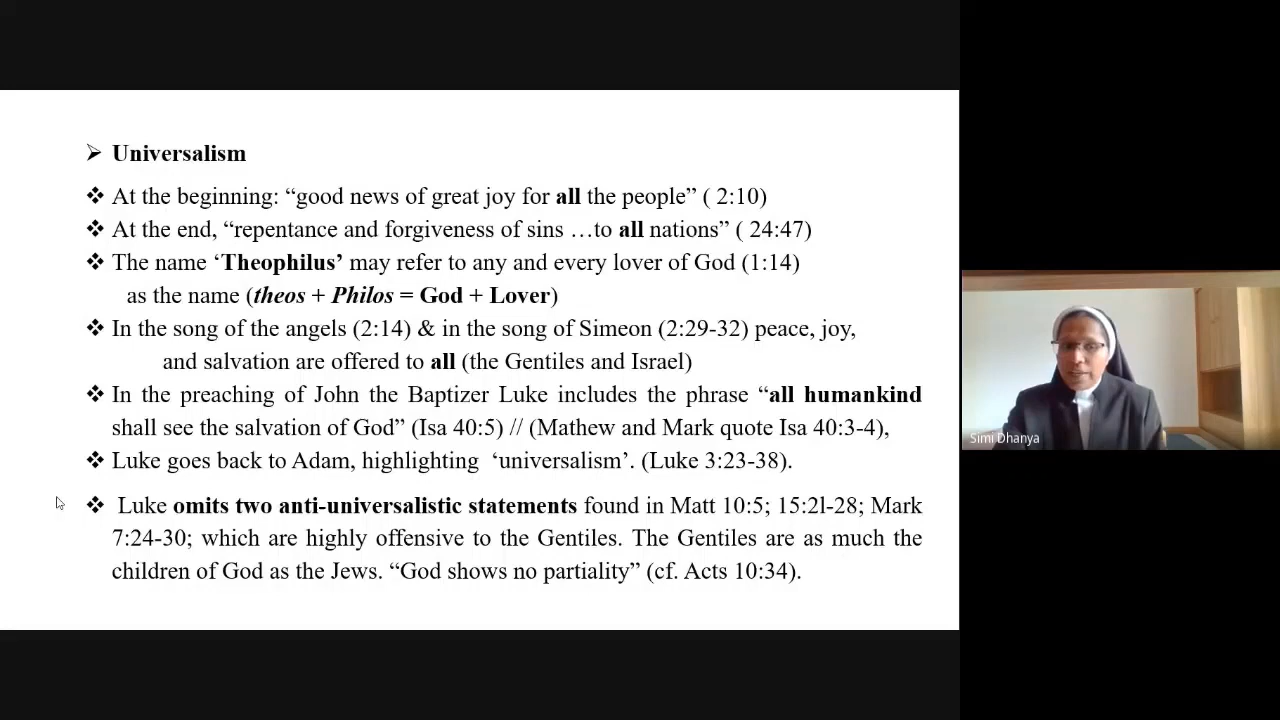 ➢ Universalism
❖ At the beginning: “good news of great joy for all the people” ( 2:10)
❖ At the end, “repentance and forgiveness of sins …to all nations” ( 24:47)
❖ The name ‘Theophilus’ may refer to any and every lover of God (1:14)
as the name (theos + Philos = God + Lover)
❖ In the song of the angels (2:14) & in the song of Simeon (2:29-32) peace, joy,
and salvation are offered to all (the Gentiles and Israel)
❖ In the preaching of John the Baptizer Luke includes the phrase “all humankind
shall see the salvation of God” (Isa 40:5) // (Mathew and Mark quote Isa 40:3-4),
❖ Luke goes back to Adam, highlighting ‘universalism’. (Luke 3:23-38).
❖ Luke omits two anti-universalistic statements found in Matt 10:5; 15:2l-28; Mark
7:24-30; which are highly offensive to the Gentiles. The Gentiles are as much the
children of God as the Jews. “God shows no partiality” (cf. Acts 10:34).
Simi Dhanya